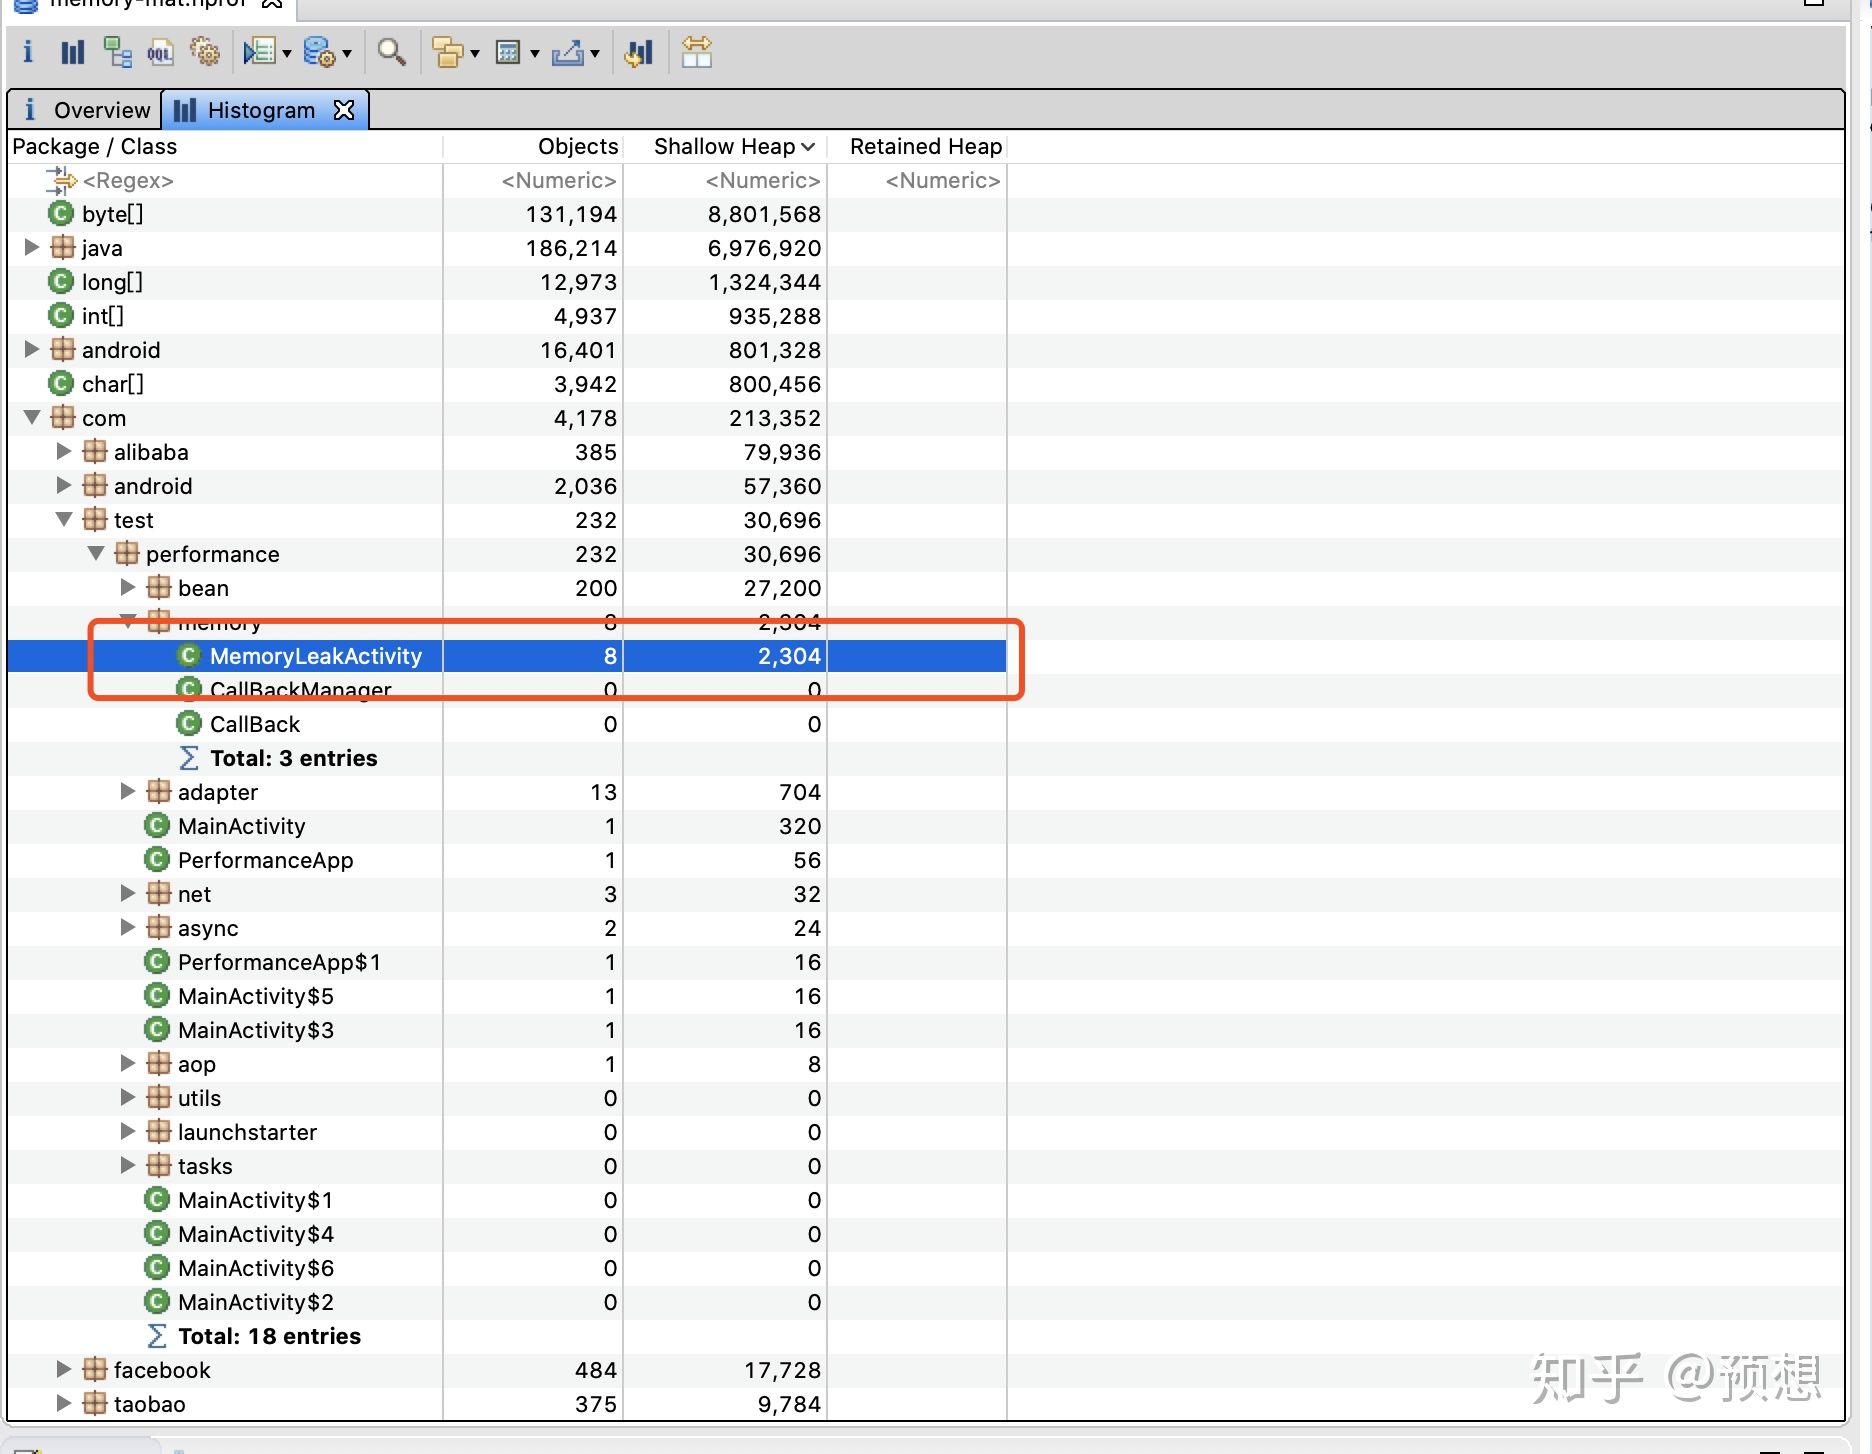 memory-mat.hprof
i OQL
i Overview Histogram
Package / Class Objects Shallow Heap Retained Heap
<Regex> <Numeric> <Numeric> <Numeric>
C byte[] 131,194 8,801,568
java 186,214 6,976,920
C long[] 12,973 1,324,344
C int[] 4,937 935,288
android 16,401 801,328
C char[] 3,942 800,456
com 4,178 213,352
alibaba 385 79,936
android 2,036 57,360
test 232 30,696
performance 232 30,696
bean 200 27,200
memory 8 2,304
C MemoryLeakActivity 8 2,304
C CallBackManager 0 0
C CallBack 0 0
Σ Total: 3 entries
adapter 13 704
C MainActivity 1 320
C PerformanceApp 1 56
net 3 32
async 2 24
C PerformanceApp$1 1 16
C MainActivity$5 1 16
C MainActivity$3 1 16
aop 1 8
utils 0 0
launchstarter 0 0
tasks 0 0
C MainActivity$1 0 0
C MainActivity$4 0 0
C MainActivity$6 0 0
C MainActivity$2 0 0
Σ Total: 18 entries
facebook 484 17,728
taobao 375 9,784
知乎 @预想